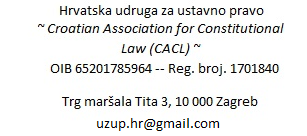 Hrvatska udruga za ustavno pravo
~ Croatian Association for Constitutional
Law (CACL) ~
OIB 65201785964 -- Reg. broj. 1701840
Trg maršala Tita 3, 10 000 Zagreb
uzup.hr@gmail.com